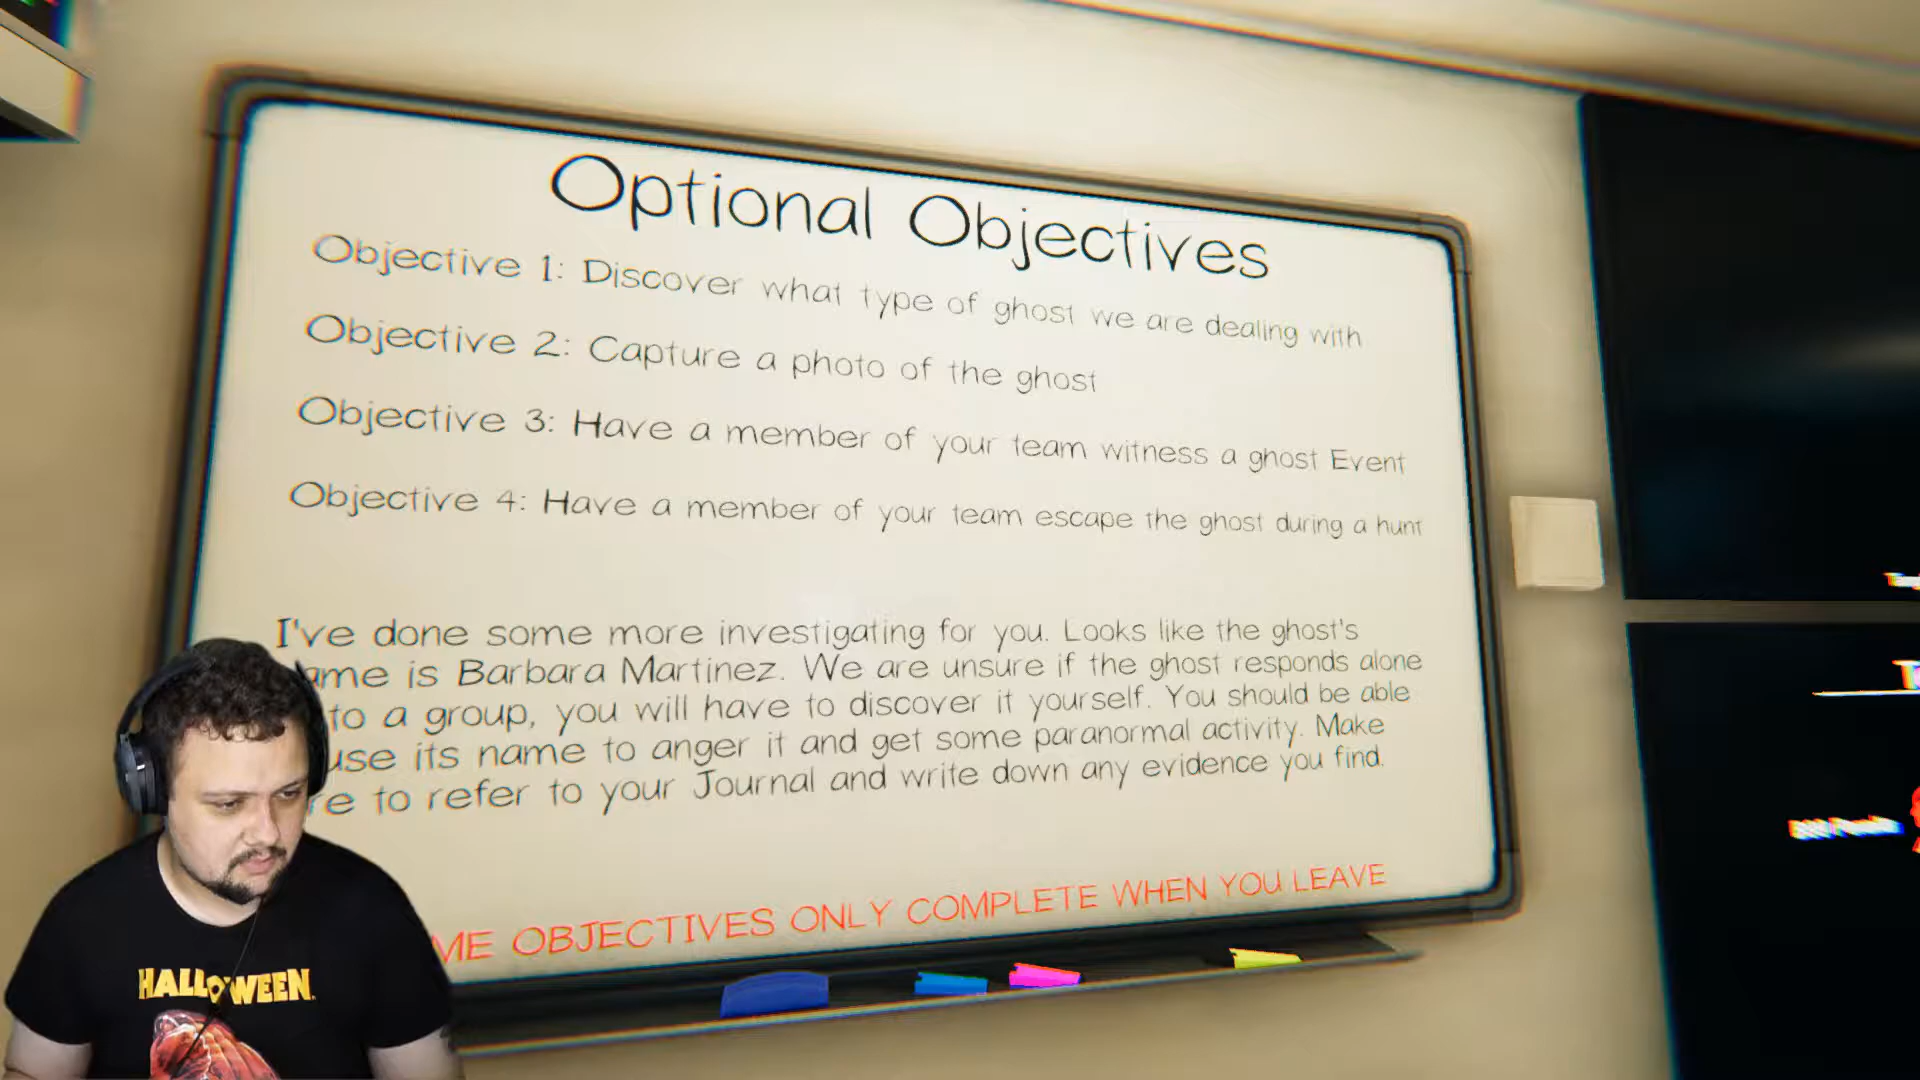 Optional Objectives
Objective 1: Discover what type of ghost we are dealing with
Objective 2: Capture a photo of the ghost
Objective 3: Have a member of your team witness a ghost Event
Objective 4: Have a member of your team escape the ghost during a hunt
I've done some more investigating for you. Looks like the ghost's
is Barbara Martinez. We are unsure if the ghost responds alone
to a group, you will have to discover it yourself. You should be able
use its name to anger it and get some paranormal activity. Make
to refer to your Journal and write down any evidence you find.
OBJECTIVES ONLY COMPLETE WHEN YOU LEAVE
HALLOWEEN